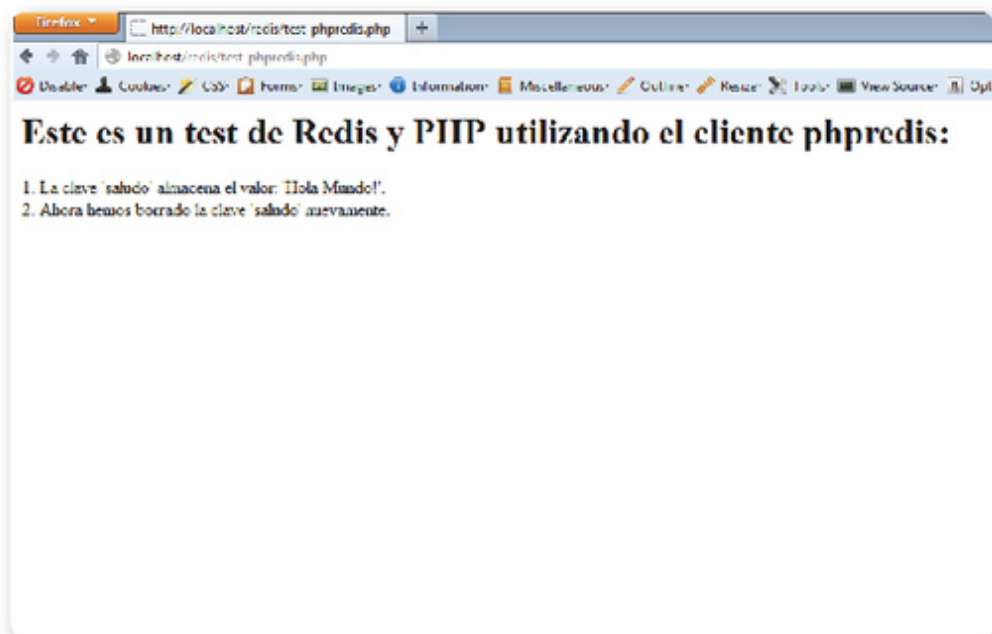 Firefox
http://localhost/redis/test-phpredis.php
localhost/redis/test-phpredis.php
Disable Cookies CSS Forms Images Information Miscellaneous Outline Resize Tools View Source Opt
Este es un test de Redis y PHP utilizando el cliente phpredis:
1. La clave 'saludo' almacena el valor: 'Hola Mundo!'.
2. Ahora hemos borrado la clave 'saludo' nuevamente.